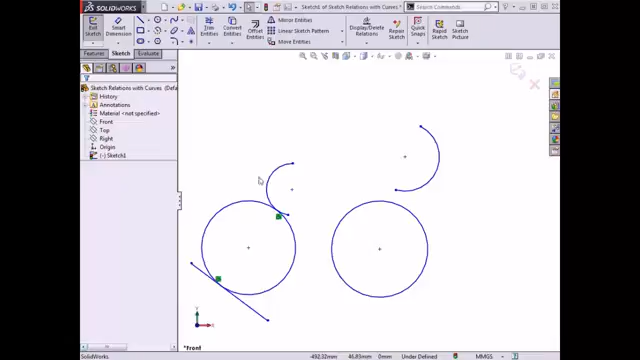 SOLIDWORKS
Sketch1 of Sketch Relations with Curves *
Search Commands
Exit Sketch
Smart Dimension
Trim Entities
Convert Entities
Offset Entities
Mirror Entities
Linear Sketch Pattern
Move Entities
Display/Delete Relations
Repair Sketch
Quick Snaps
Rapid Sketch
Sketch Picture
Features
Sketch
Evaluate
Sketch Relations with Curves (Defa
History
Annotations
Material <not specified>
Front
Top
Right
Origin
(-) Sketch1
Y
X
*Front
SOLIDWORKS
-492.02mm
46.83mm
0mm
Under Defined
MMGS